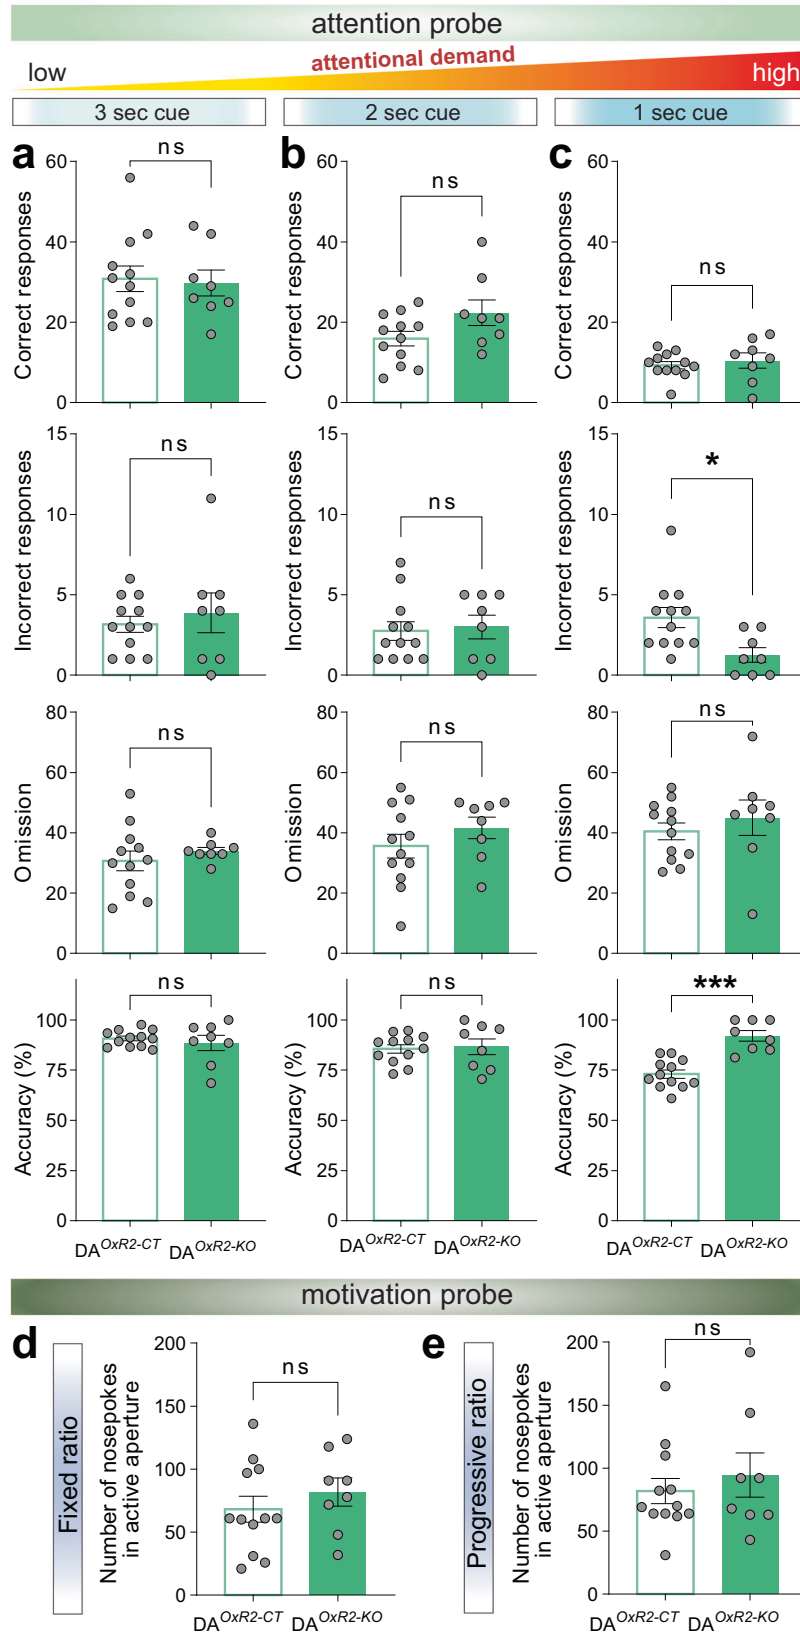 attention probe
attentional demand
low
high
3 sec cue
2 sec cue
1 sec cue
a
b
c
Correct responses
60
40
20
0
ns
Correct responses
60
40
20
0
ns
Correct responses
60
40
20
0
ns
Incorrect responses
15
10
5
0
ns
Incorrect responses
15
10
5
0
ns
Incorrect responses
15
10
5
0
*
Omission
80
60
40
20
0
ns
Omission
80
60
40
20
0
ns
Omission
80
60
40
20
0
ns
Accuracy (%)
100
75
50
25
0
ns
DA^OxR2-CT DA^OxR2-KO
Accuracy (%)
100
75
50
25
0
ns
DA^OxR2-CT DA^OxR2-KO
Accuracy (%)
100
75
50
25
0
***
DA^OxR2-CT DA^OxR2-KO
motivation probe
d
Fixed ratio
Number of nosepokes
in active aperture
200
150
100
50
0
ns
DA^OxR2-CT DA^OxR2-KO
e
Progressive ratio
Number of nosepokes
in active aperture
200
150
100
50
0
ns
DA^OxR2-CT DA^OxR2-KO